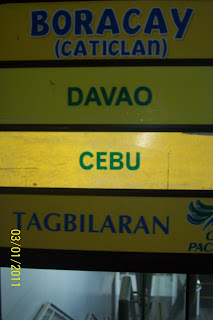 BORACAY
(CATICLAN)
DAVAO
CEBU
TAGBILARAN
03/01/2011